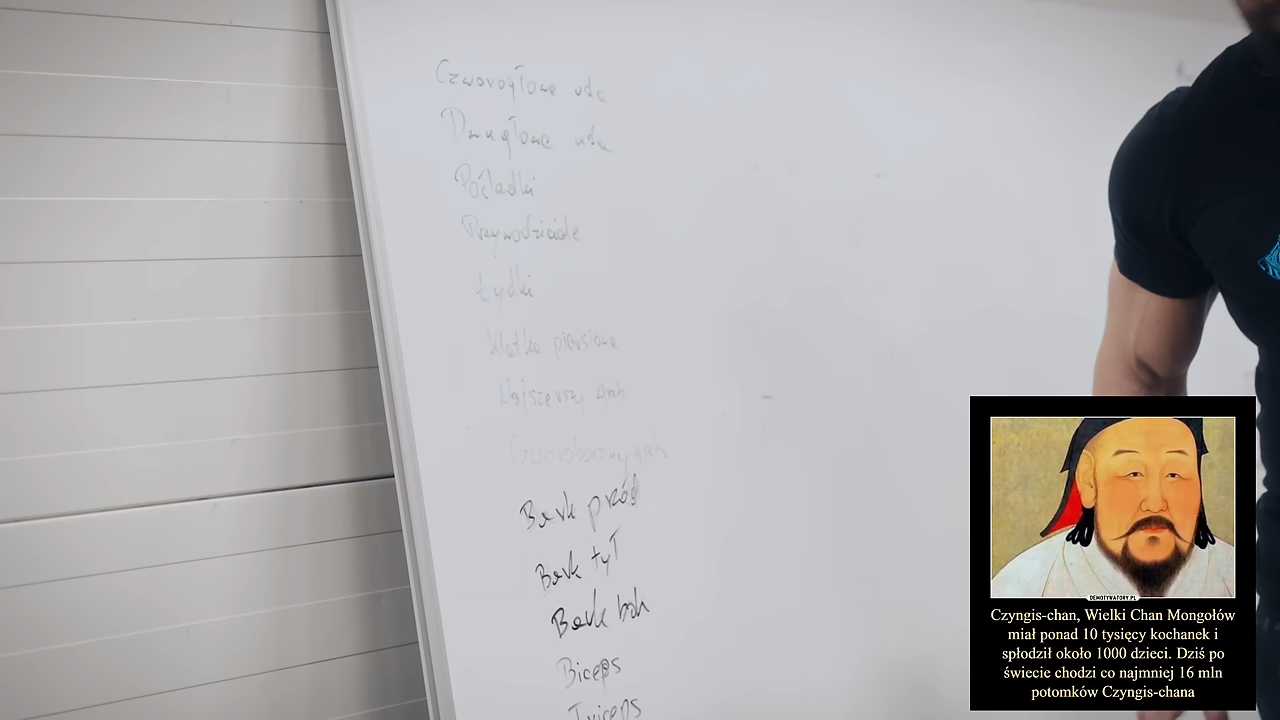 Czworogłowe uda
Dwugłowe uda
Pośladki
Przywodziciele
Łydki
Klatka piersiowa
Najszerszy grzb.
Czworoboczny grzb.
Bark przód
Bark tył
Bark bok
Biceps
Triceps
DEMOTYWATORY.PL
Czyngis-chan, Wielki Chan Mongołów
miał ponad 10 tysięcy kochanek i
spłodził około 1000 dzieci. Dziś po
świecie chodzi co najmniej 16 mln
potomków Czyngis-chana